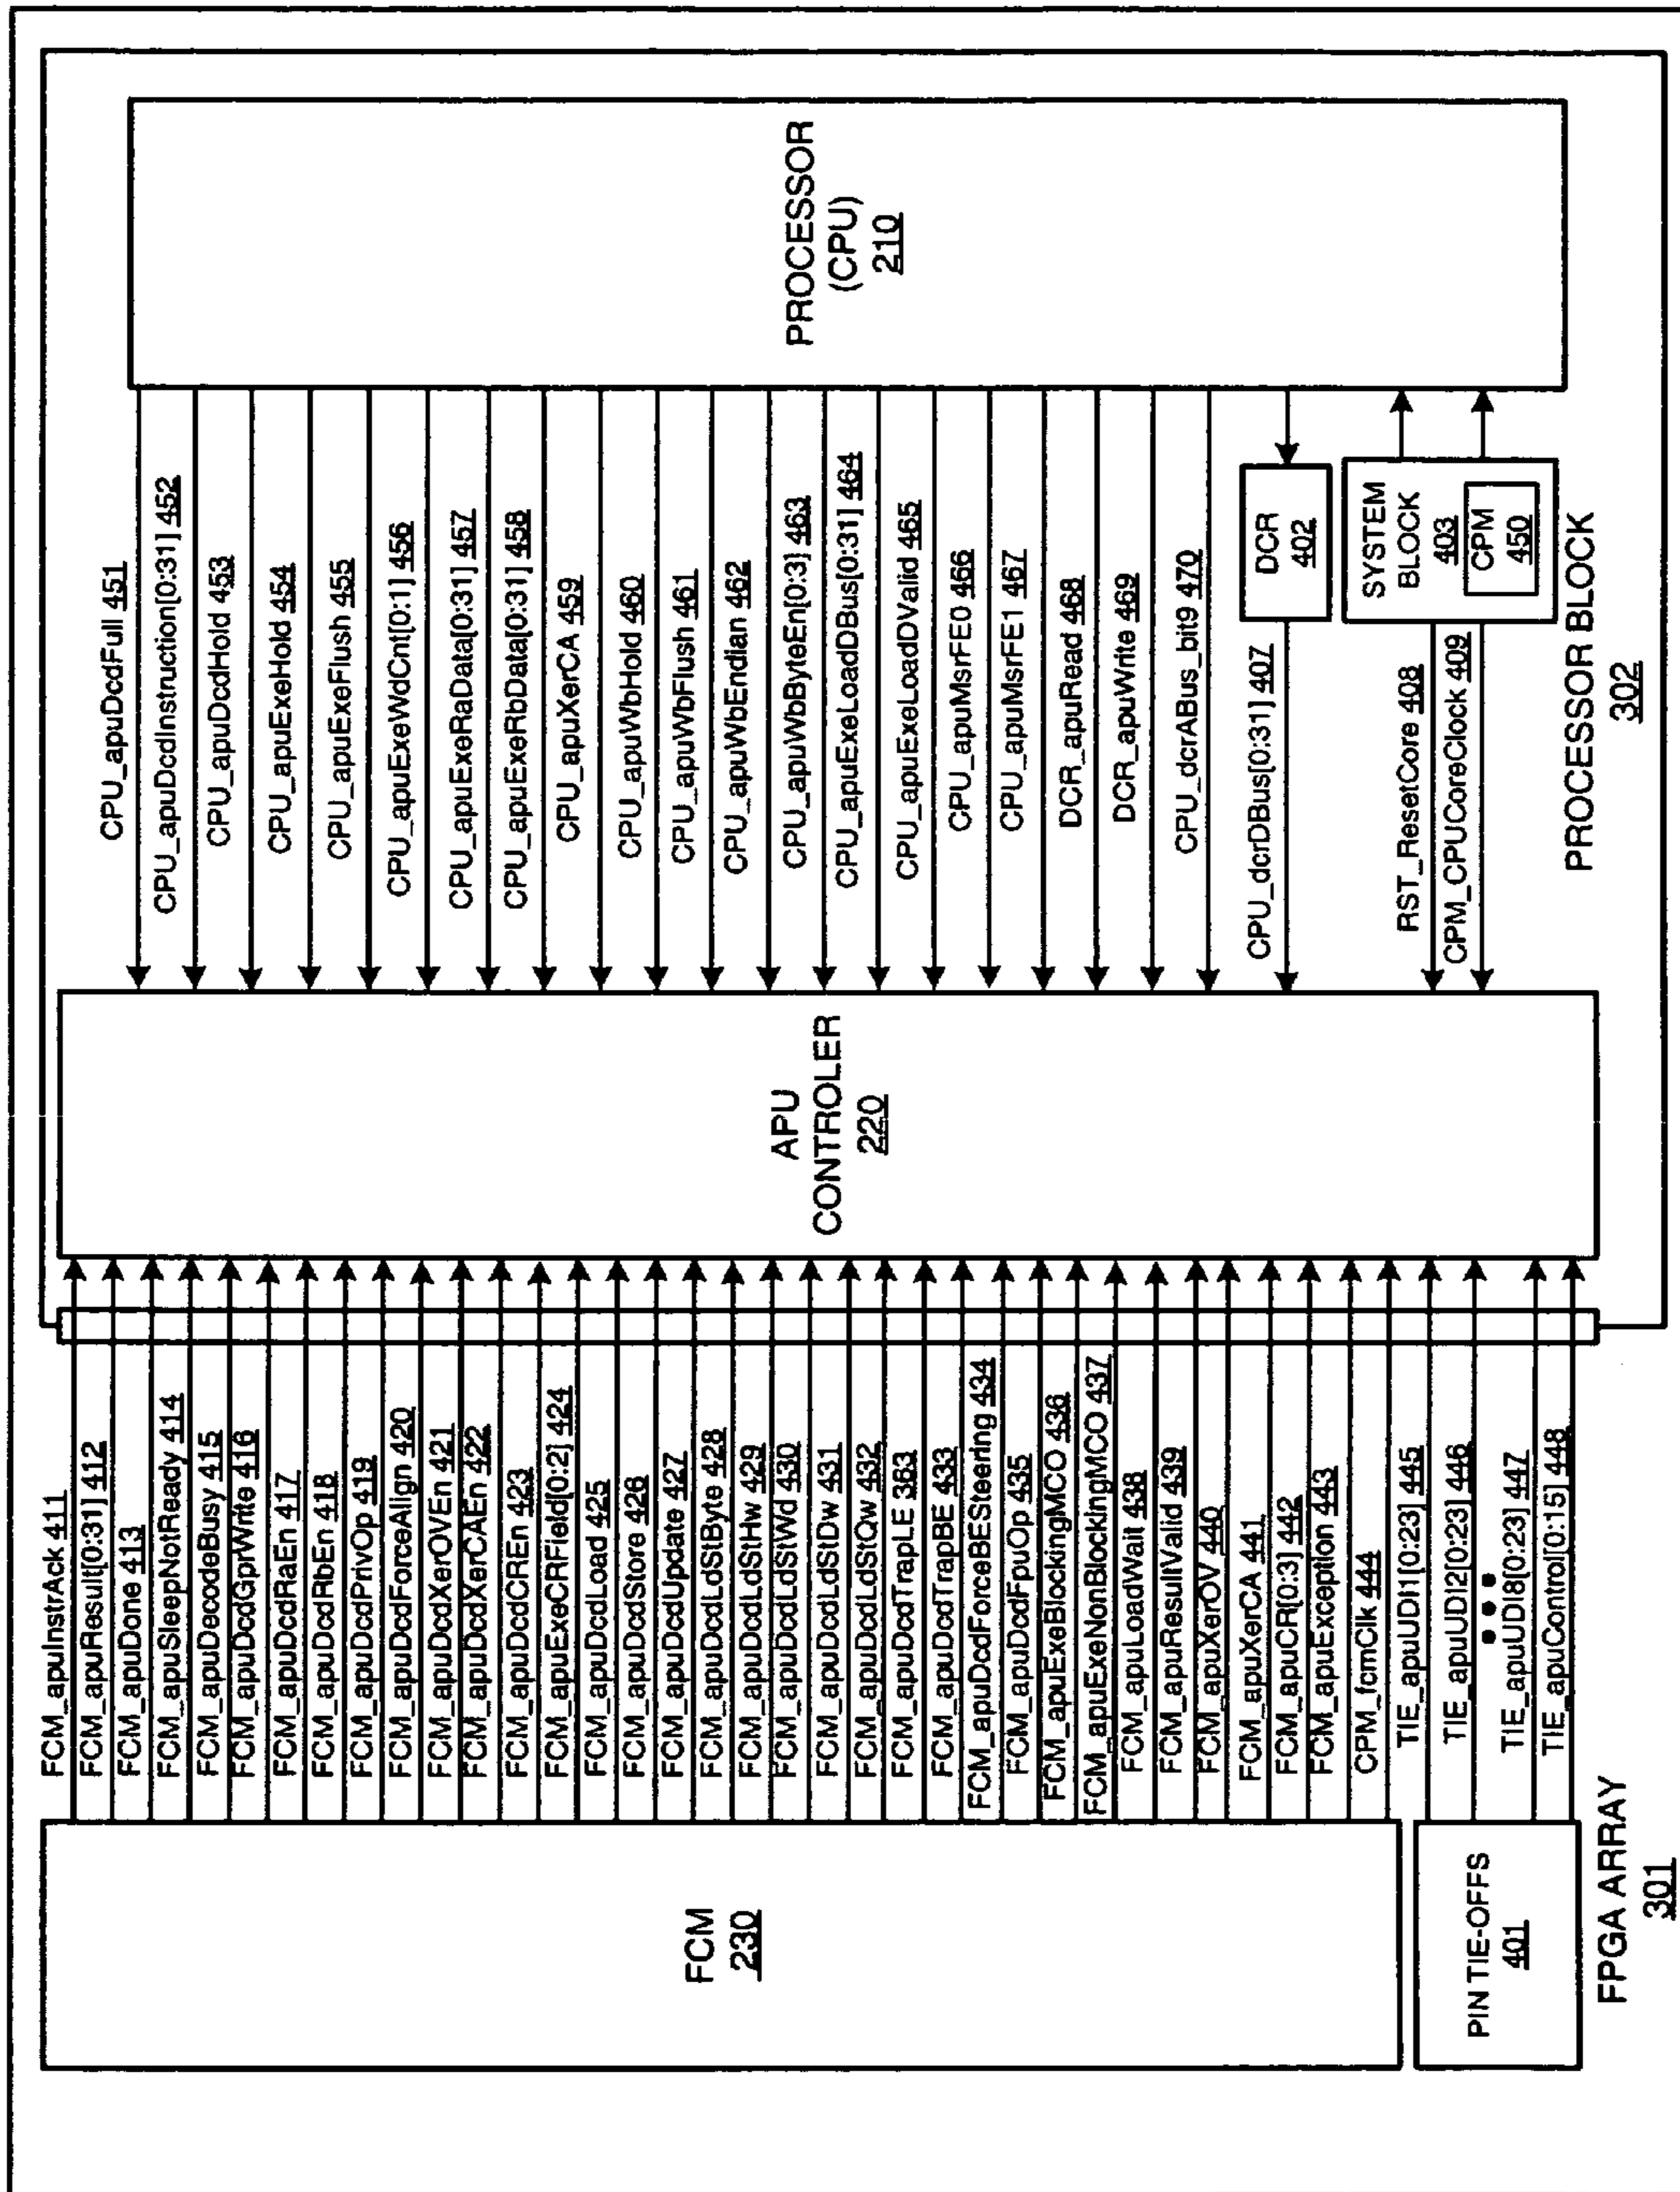 FCM
230
PIN TIE-OFFS
401
FPGA ARRAY
301
FCM_apuInstrAck 411
FCM_apuResult[0:31] 412
FCM_apuDone 413
FCM_apuSleepNotReady 414
FCM_apuDecodeBusy 415
FCM_apuDcdGprWrite 416
FCM_apuDcdRaEn 417
FCM_apuDcdRbEn 418
FCM_apuDcdPrivOp 419
FCM_apuDcdForceAlign 420
FCM_apuDcdXerOVEn 421
FCM_apuDcdXerCAEn 422
FCM_apuDcdCREn 423
FCM_apuExeCRField[0:2] 424
FCM_apuDcdLoad 425
FCM_apuDcdStore 426
FCM_apuDcdUpdate 427
FCM_apuDcdLdStByte 428
FCM_apuDcdLdStHw 429
FCM_apuDcdLdStWd 430
FCM_apuDcdLdStDw 431
FCM_apuDcdLdStQw 432
FCM_apuDcdTrapLE 383
FCM_apuDcdTrapBE 433
FCM_apuDcdForceBESteering 434
FCM_apuDcdFpuOp 435
FCM_apuExeBlockingMCO 436
FCM_apuExeNonBlockingMCO 437
FCM_apuLoadWait 438
FCM_apuResultValid 439
FCM_apuXerOV 440
FCM_apuXerCA 441
FCM_apuCR[0:3] 442
FCM_apuException 443
CPM_fcmClk 444
TIE_apuUDI1[0:23] 445
TIE_apuUDI2[0:23] 446
TIE_apuUDI8[0:23] 447
TIE_apuControl[0:15] 448
APU
CONTROLLER
220
CPU_apuDcdFull 451
CPU_apuDcdInstruction[0:31] 452
CPU_apuDcdHold 453
CPU_apuExeHold 454
CPU_apuExeFlush 455
CPU_apuExeWdCnt[0:1] 456
CPU_apuExeRaData[0:31] 457
CPU_apuExeRbData[0:31] 458
CPU_apuXerCA 459
CPU_apuWbHold 460
CPU_apuWbFlush 461
CPU_apuWbEndian 462
CPU_apuWbByteEn[0:3] 463
CPU_apuExeLoadDBus[0:31] 464
CPU_apuExeLoadDValid 465
CPU_apuMsrFE0 466
CPU_apuMsrFE1 467
DCR_apuRead 468
DCR_apuWrite 469
CPU_dcrABus_bit9 470
CPU_dcrDBus[0:31] 407
RST_ResetCore 408
CPM_CPUCoreClock 409
DCR
402
SYSTEM
BLOCK
403
CPM
450
PROCESSOR
(CPU)
210
PROCESSOR BLOCK
302